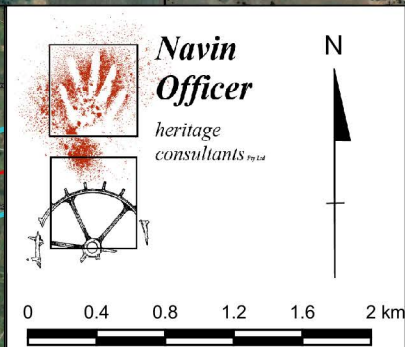 Navin
Officer
heritage
consultants Pty Ltd
N
0 0.4 0.8 1.2 1.6 2 km